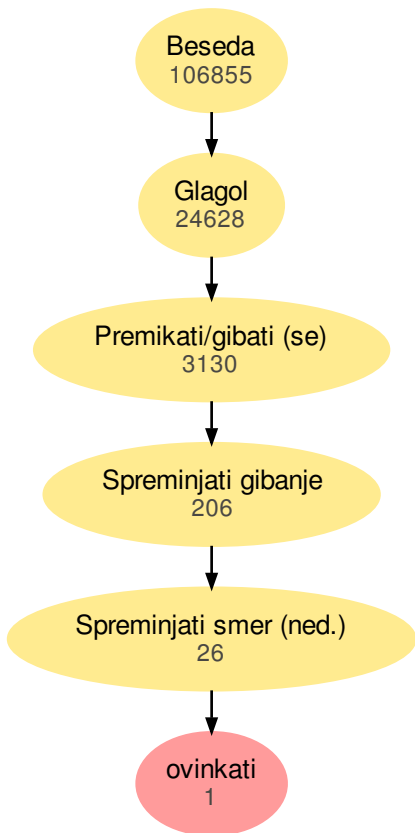 Beseda
106855
Glagol
24628
Premikati/gibati (se)
3130
Spreminjati gibanje
206
Spreminjati smer (ned.)
26
ovinkati
1